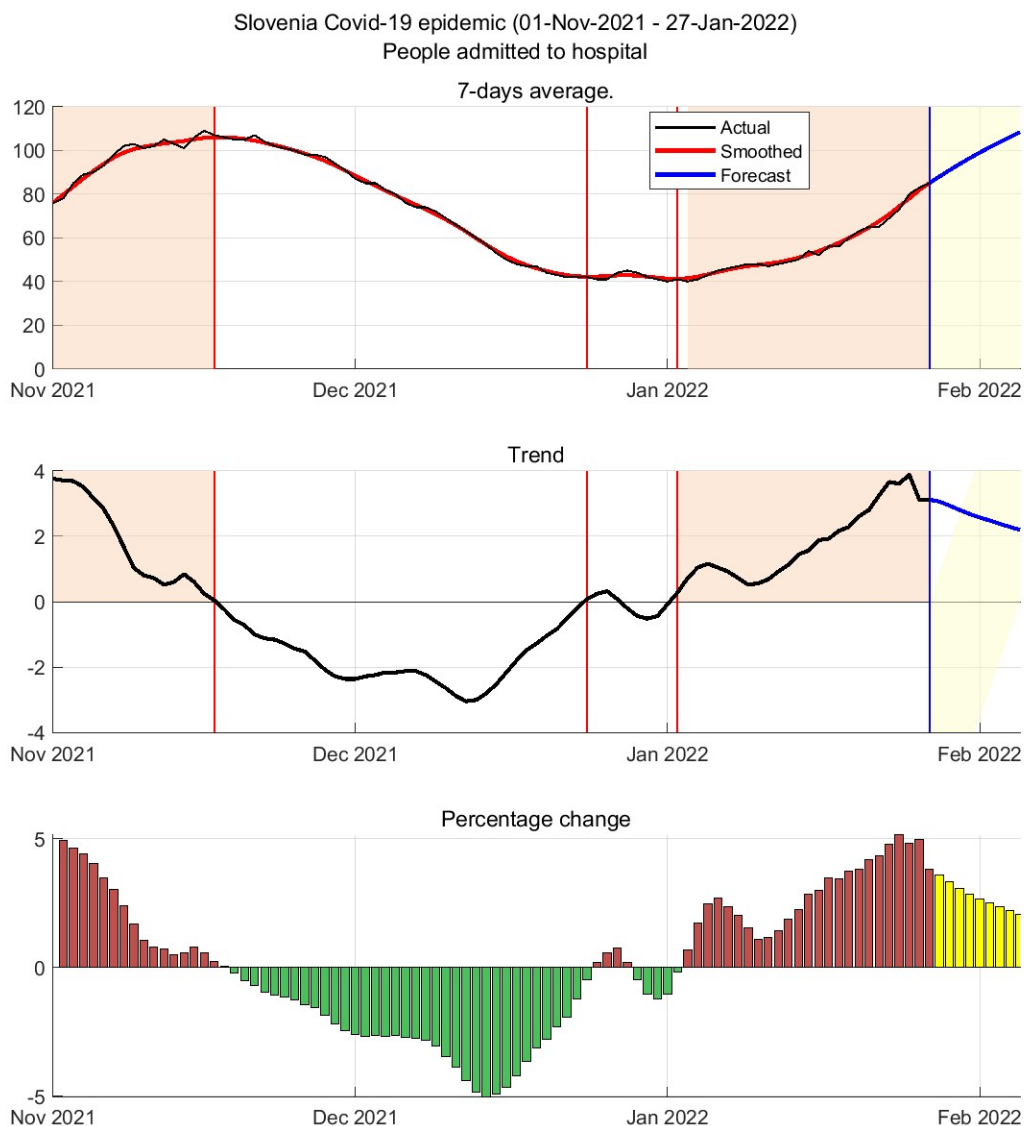 Slovenia Covid-19 epidemic (01-Nov-2021 - 27-Jan-2022)
People admitted to hospital
7-days average.
120
100
80
60
40
20
0
Actual
Smoothed
Forecast
Nov 2021
Dec 2021
Jan 2022
Feb 2022
Trend
4
2
0
-2
-4
Nov 2021
Dec 2021
Jan 2022
Feb 2022
Percentage change
5
0
-5
Nov 2021
Dec 2021
Jan 2022
Feb 2022